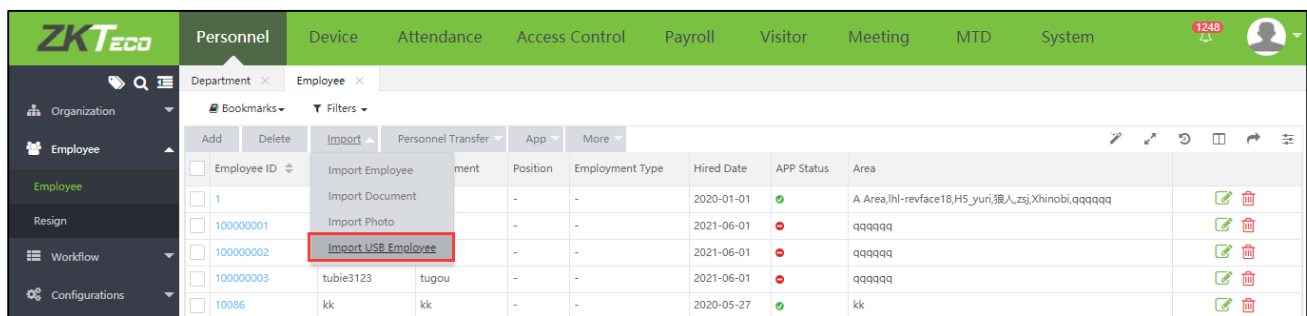 ZKTECO Personnel Device Attendance Access Control Payroll Visitor Meeting MTD System 1248
Department Employee
Organization Bookmarks Filters
Add Delete Import Personnel Transfer App More
Employee
Employee ID ment Position Employment Type Hired Date APP Status Area
Import Employee
Employee
1 Import Document - - 2020-01-01 A Area,lhl-revface18,H5_yuri,狼人,zsj,Xhinobi,qqqqqq
Resign
100000001 Import Photo - - 2021-06-01 qqqqqq
Workflow
100000002 Import USB Employee - - 2021-06-01 qqqqqq
100000003 tubie3123 tugou - - 2021-06-01 qqqqqq
Configurations
10086 kk kk - - 2020-05-27 kk